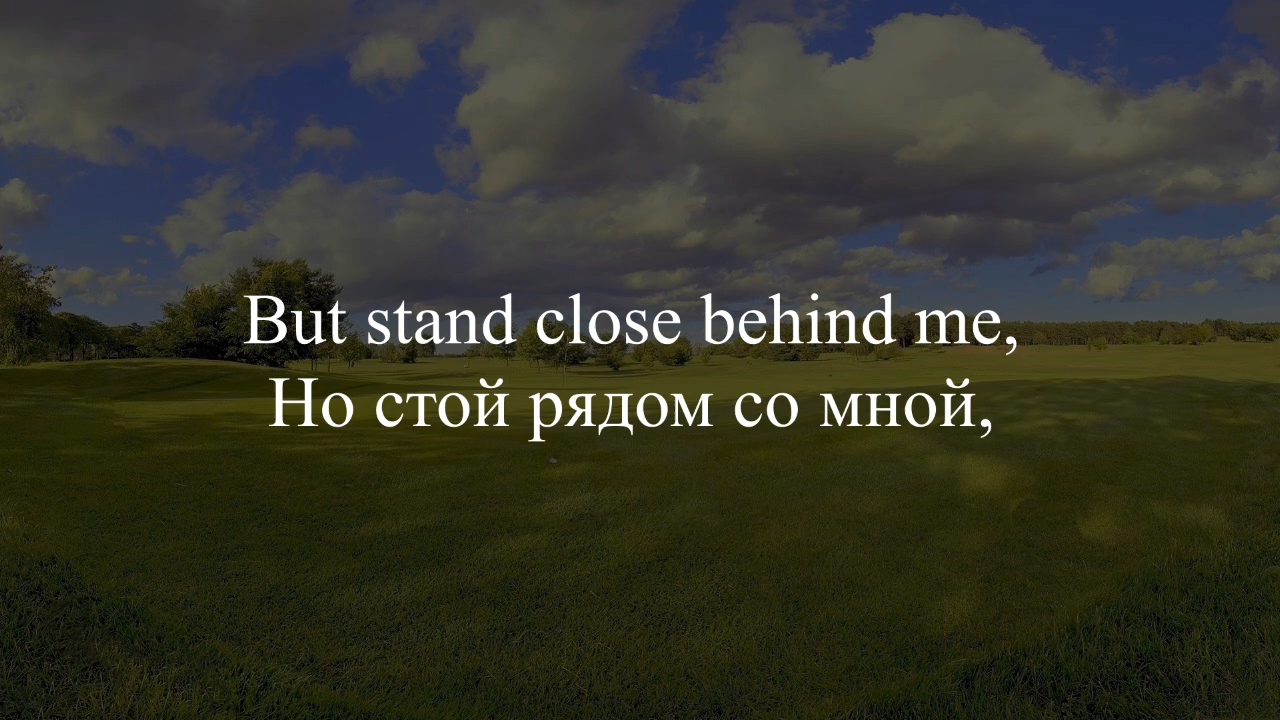 But stand close behind me,
Но стой рядом со мной,